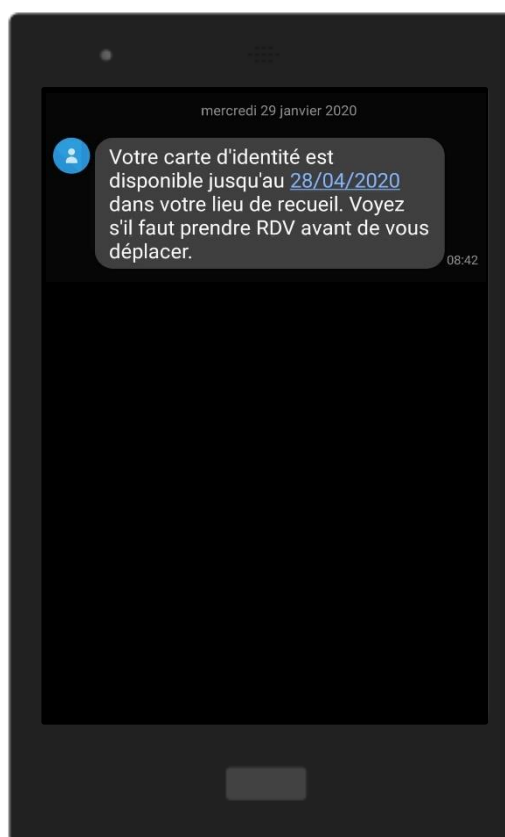 mercredi 29 janvier 2020
Votre carte d'identité est
disponible jusqu'au 28/04/2020
dans votre lieu de recueil. Voyez
s'il faut prendre RDV avant de vous
déplacer.
08:42